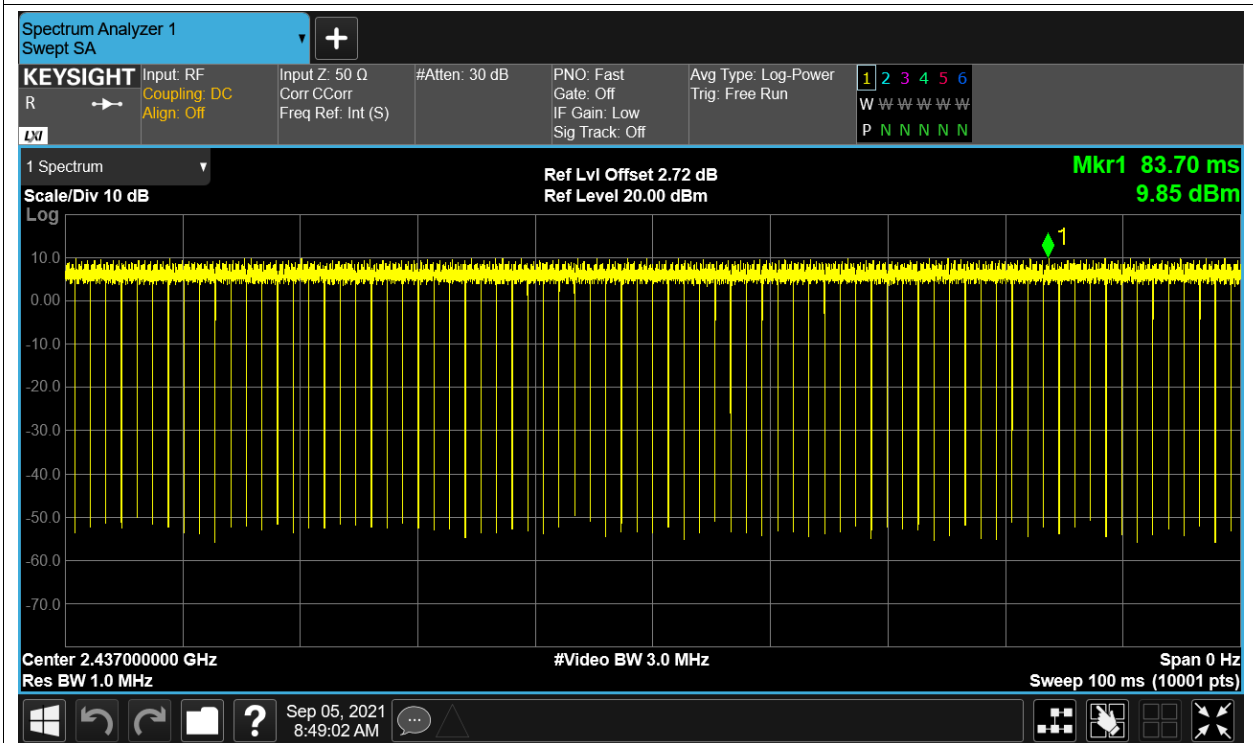 Spectrum Analyzer 1
Swept SA
KEYSIGHT
R
LXI
Input: RF
Coupling: DC
Align: Off
Input Z: 50 Ω
Corr CCorr
Freq Ref: Int (S)
#Atten: 30 dB
PNO: Fast
Gate: Off
IF Gain: Low
Sig Track: Off
Avg Type: Log-Power
Trig: Free Run
1 2 3 4 5 6
W W W W W W
P N N N N N
1 Spectrum
Scale/Div 10 dB
Ref Lvl Offset 2.72 dB
Ref Level 20.00 dBm
Mkr1 83.70 ms
9.85 dBm
Log
1
10.0
0.00
-10.0
-20.0
-30.0
-40.0
-50.0
-60.0
-70.0
Center 2.437000000 GHz
Res BW 1.0 MHz
#Video BW 3.0 MHz
Span 0 Hz
Sweep 100 ms (10001 pts)
?
Sep 05, 2021
8:49:02 AM